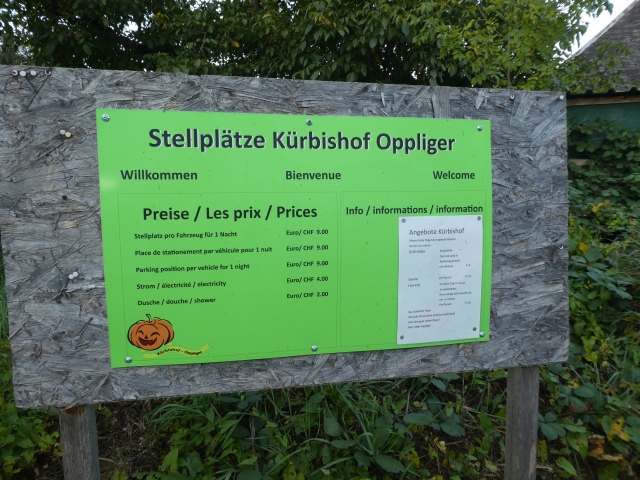 Stellplätze Kürbishof Oppliger
Willkommen Bienvenue Welcome
Preise / Les prix / Prices
Stellplatz pro Fahrzeug für 1 Nacht Euro/ CHF 9.00
Place de stationement par véhicule pour 1 nuit Euro/ CHF 9.00
Parking position per vehicle for 1 night Euro/ CHF 9.00
Strom / électricité / electricity Euro/ CHF 4.00
Dusche / douche / shower Euro/ CHF 2.00
Kürbishof - Oppliger
Info / informations / information
Angebote Kürbishof